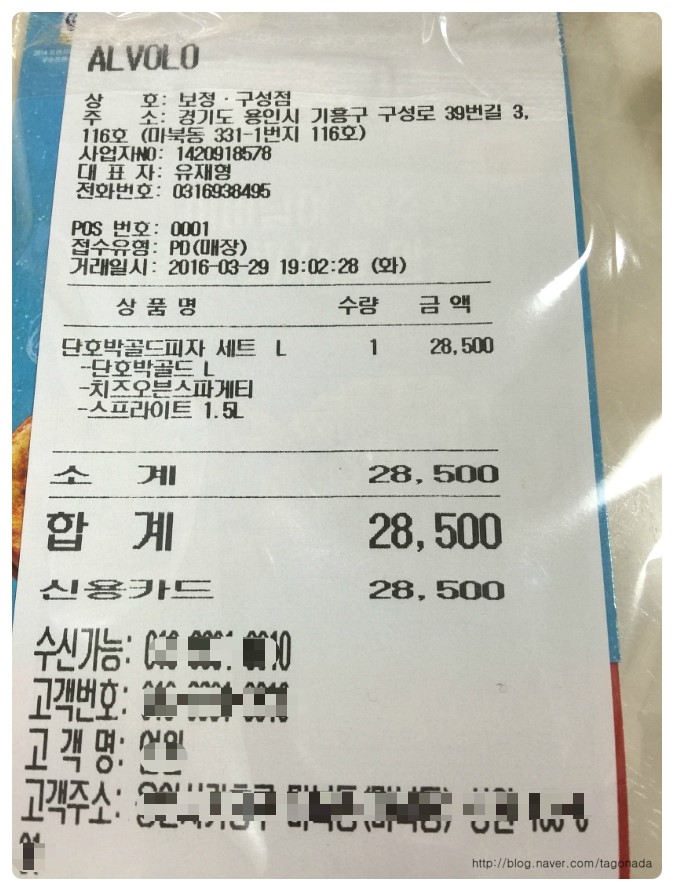 ALVOLO
상 호: 보정·구성점
주 소: 경기도 용인시 기흥구 구성로 39번길 3,
116호 (마북동 331-1번지 116호)
사업자NO: 1420918578
대 표 자: 유재형
전화번호: 0316938495
POS 번호: 0001
접수유형: PO(매장)
거래일시: 2016-03-29 19:02:28 (화)
상 품 명 수량 금 액
단호박골드피자 세트 L 1 28,500
-단호박골드 L
-치즈오븐스파게티
-스프라이트 1.5L
소 계 28,500
합 계 28,500
신용카드 28,500
수신가능:
고객번호:
고 객 명:
고객주소:
http://blog.naver.com/tagonada